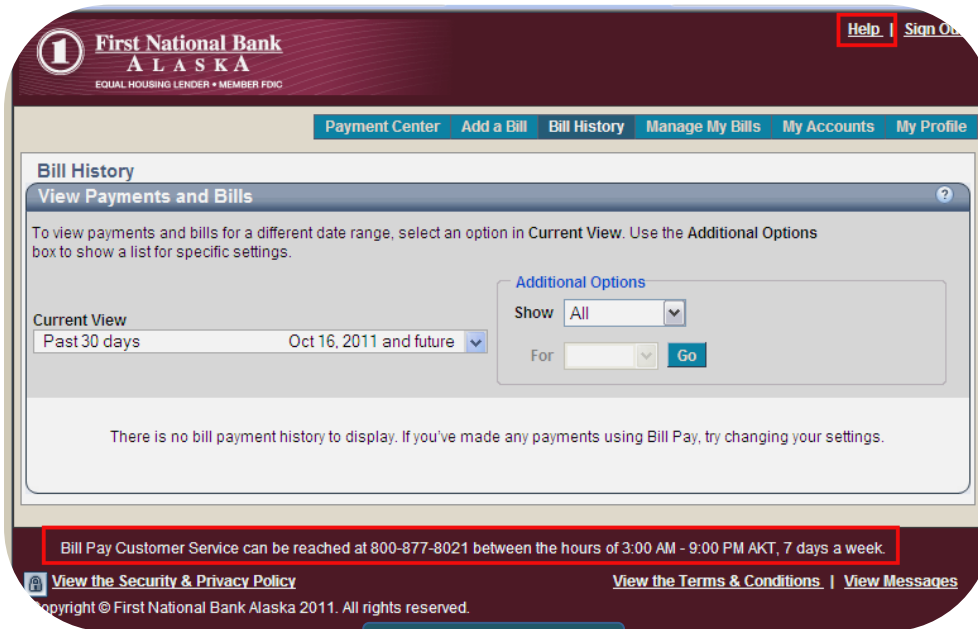 1 First National Bank
ALASKA
EQUAL HOUSING LENDER • MEMBER FDIC
Help | Sign
Payment Center Add a Bill Bill History Manage My Bills My Accounts My Profile
Bill History
View Payments and Bills ?
To view payments and bills for a different date range, select an option in Current View. Use the Additional Options
box to show a list for specific settings.
Additional Options
Show All
Current View
Past 30 days Oct 16, 2011 and future
For Go
There is no bill payment history to display. If you've made any payments using Bill Pay, try changing your settings.
Bill Pay Customer Service can be reached at 800-877-8021 between the hours of 3:00 AM - 9:00 PM AKT, 7 days a week.
View the Security & Privacy Policy View the Terms & Conditions | View Messages
opyright © First National Bank Alaska 2011. All rights reserved.